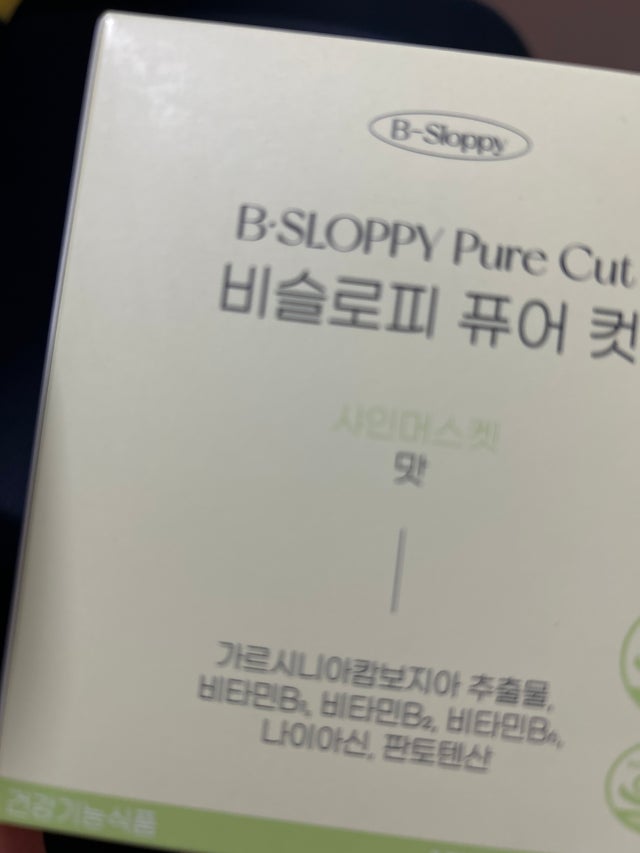 B-Sloppy
B·SLOPPY Pure Cut
비슬로피 퓨어 컷
샤인머스켓
맛
가르시니아캄보지아 추출물,
비타민B₁, 비타민B₂, 비타민B₆,
나이아신, 판토텐산
건강기능식품